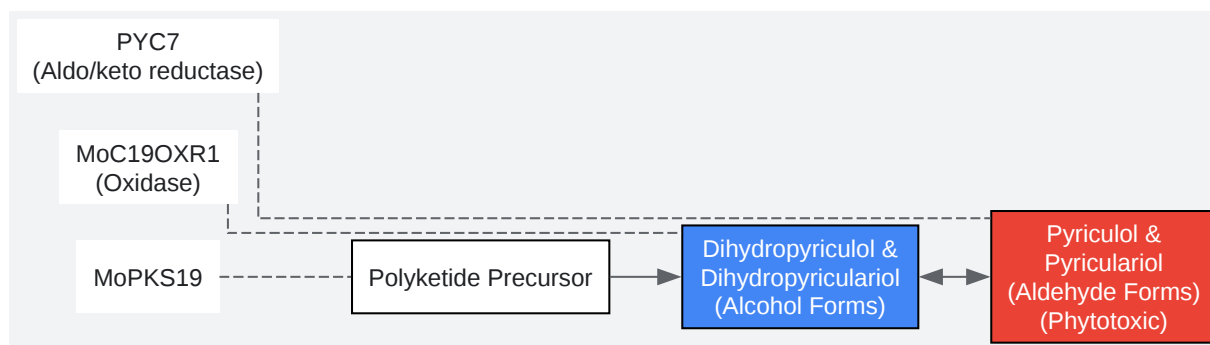 PYC7
(Aldo/keto reductase)
MoC19OXR1
(Oxidase)
MoPKS19
Polyketide Precursor
Dihydropyriculol &
Dihydropyriculariol
(Alcohol Forms)
Pyriculol &
Pyriculariol
(Aldehyde Forms)
(Phytotoxic)